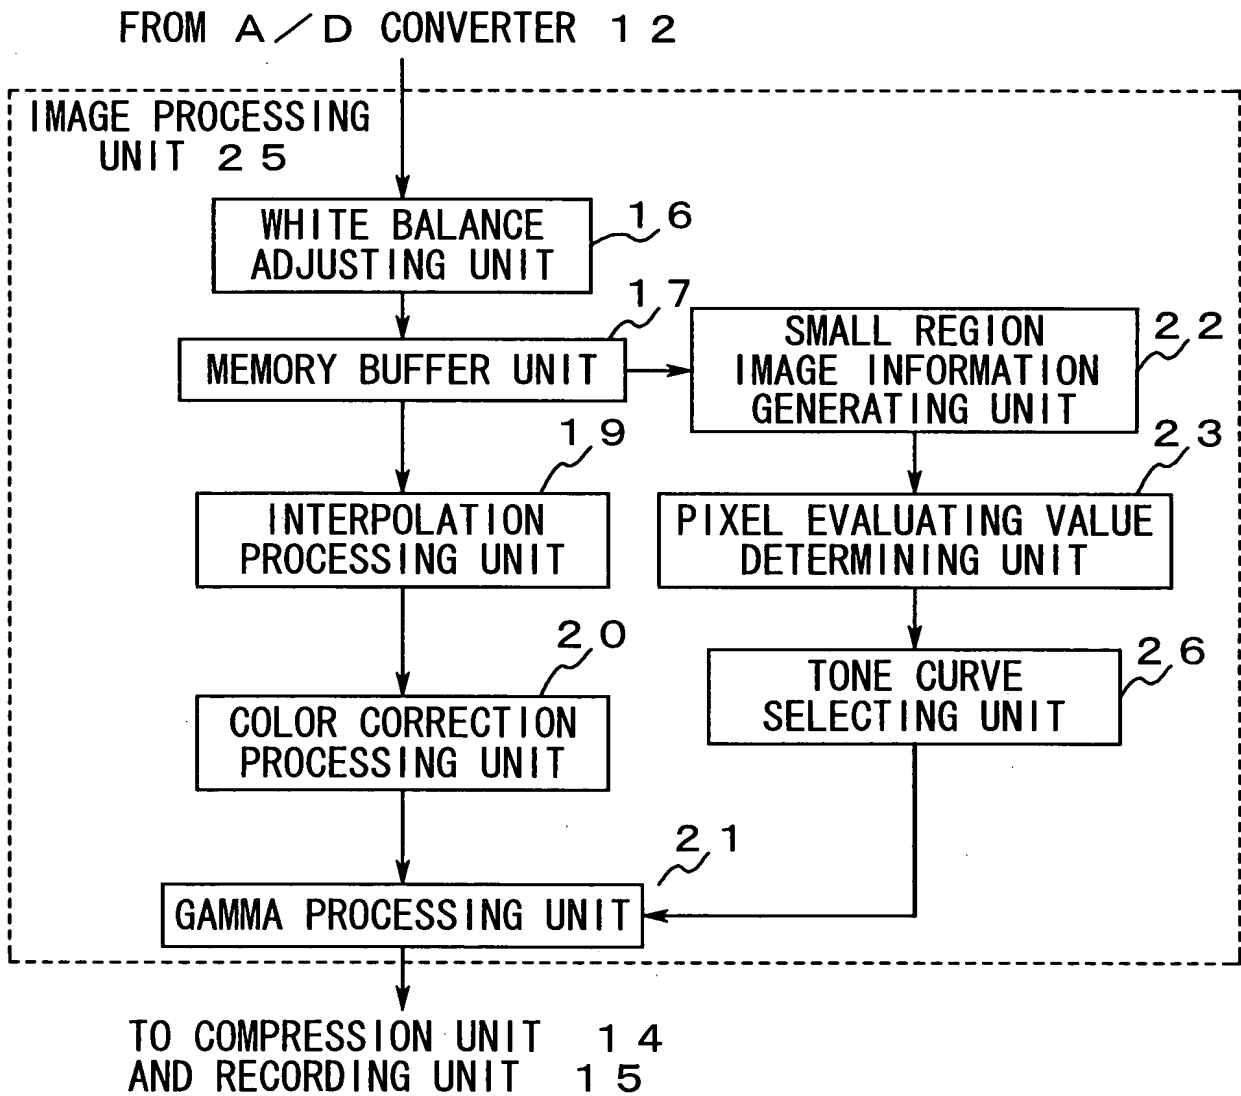 FROM A/D CONVERTER 12
IMAGE PROCESSING
UNIT 25
WHITE BALANCE
ADJUSTING UNIT
16
MEMORY BUFFER UNIT
17
SMALL REGION
IMAGE INFORMATION
GENERATING UNIT
22
INTERPOLATION
PROCESSING UNIT
19
PIXEL EVALUATING VALUE
DETERMINING UNIT
23
COLOR CORRECTION
PROCESSING UNIT
20
TONE CURVE
SELECTING UNIT
26
GAMMA PROCESSING UNIT
21
TO COMPRESSION UNIT 14
AND RECORDING UNIT 15